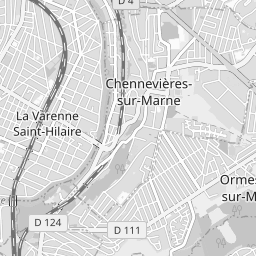 D 4
Chennevières-
sur-Marne
La Varenne
Saint-Hilaire
Ormes
sur-M
D 124
D 111